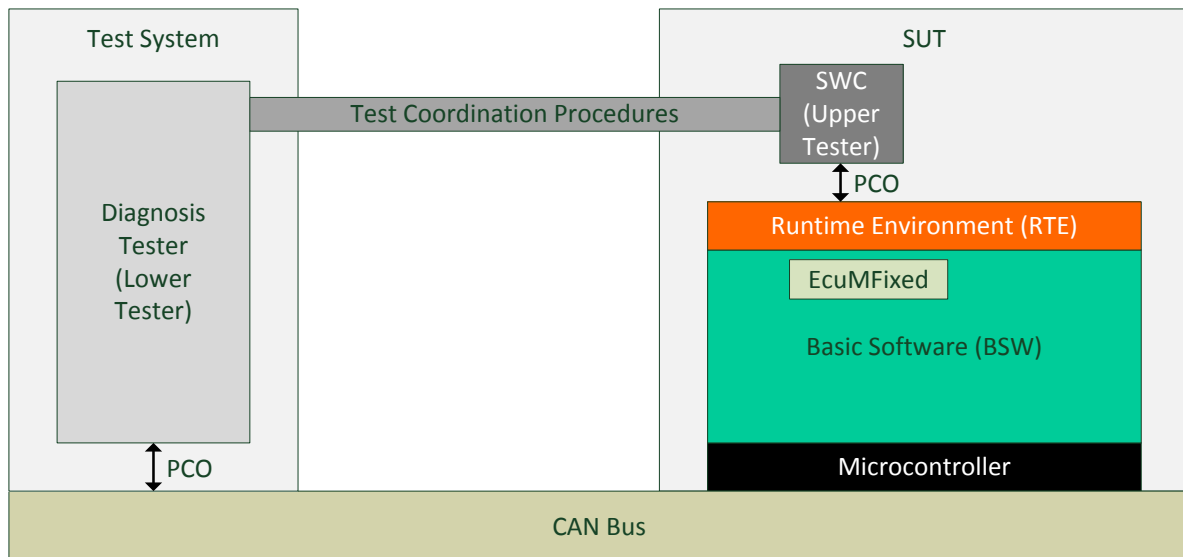 Test System
SUT
SWC
(Upper
Tester)
Test Coordination Procedures
PCO
Diagnosis
Tester
(Lower
Tester)
Runtime Environment (RTE)
EcuMFixed
Basic Software (BSW)
PCO
Microcontroller
CAN Bus